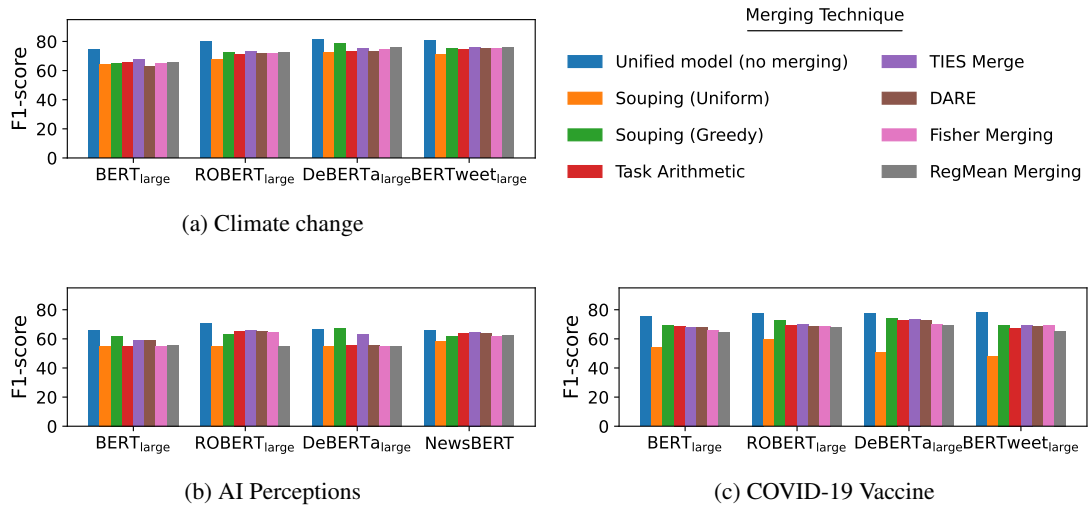 Merging Technique
Unified model (no merging)
Souping (Uniform)
Souping (Greedy)
Task Arithmetic
TIES Merge
DARE
Fisher Merging
RegMean Merging
F1-score
80
60
40
20
0
BERTlarge ROBERTlarge DeBERTalarge BERTweetlarge
(a) Climate change
F1-score
80
60
40
20
0
BERTlarge ROBERTlarge DeBERTalarge NewsBERT
(b) AI Perceptions
F1-score
80
60
40
20
0
BERTlarge ROBERTlarge DeBERTalarge BERTweetlarge
(c) COVID-19 Vaccine